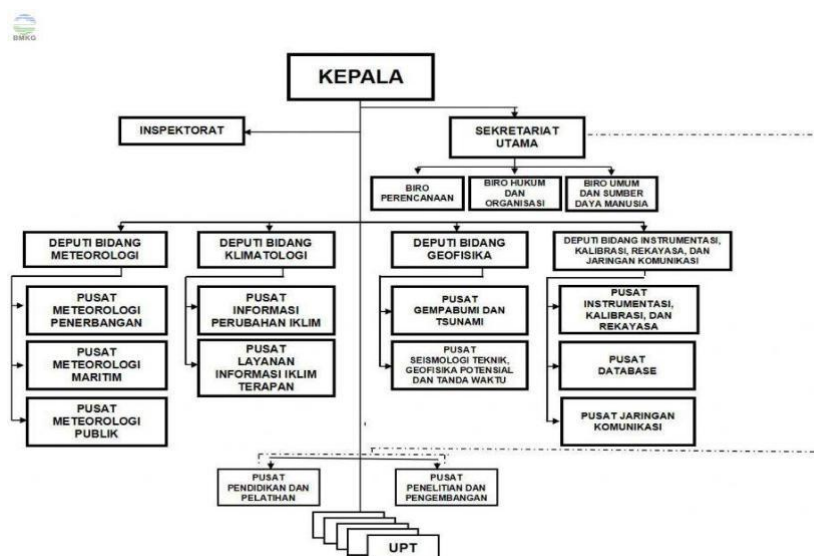 BMKG
KEPALA
INSPEKTORAT
SEKRETARIAT
UTAMA
BIRO
PERENCANAAN
BIRO HUKUM
DAN
ORGANISASI
BIRO UMUM
DAN SUMBER
DAYA MANUSIA
DEPUTI BIDANG
METEOROLOGI
DEPUTI BIDANG
KLIMATOLOGI
DEPUTI BIDANG
GEOFISIKA
DEPUTI BIDANG INSTRUMENTASI,
KALIBRASI, REKAYASA, DAN
JARINGAN KOMUNIKASI
PUSAT
METEOROLOGI
PENERBANGAN
PUSAT
INFORMASI
PERUBAHAN IKLIM
PUSAT
GEMPABUMI DAN
TSUNAMI
PUSAT
INSTRUMENTASI,
KALIBRASI, DAN
REKAYASA
PUSAT
METEOROLOGI
MARITIM
PUSAT
LAYANAN
INFORMASI IKLIM
TERAPAN
PUSAT
SEISMOLOGI TEKNIK,
GEOFISIKA POTENSIAL
DAN TANDA WAKTU
PUSAT
DATABASE
PUSAT
METEOROLOGI
PUBLIK
PUSAT JARINGAN
KOMUNIKASI
PUSAT
PENDIDIKAN DAN
PELATIHAN
PUSAT
PENELITIAN DAN
PENGEMBANGAN
UPT